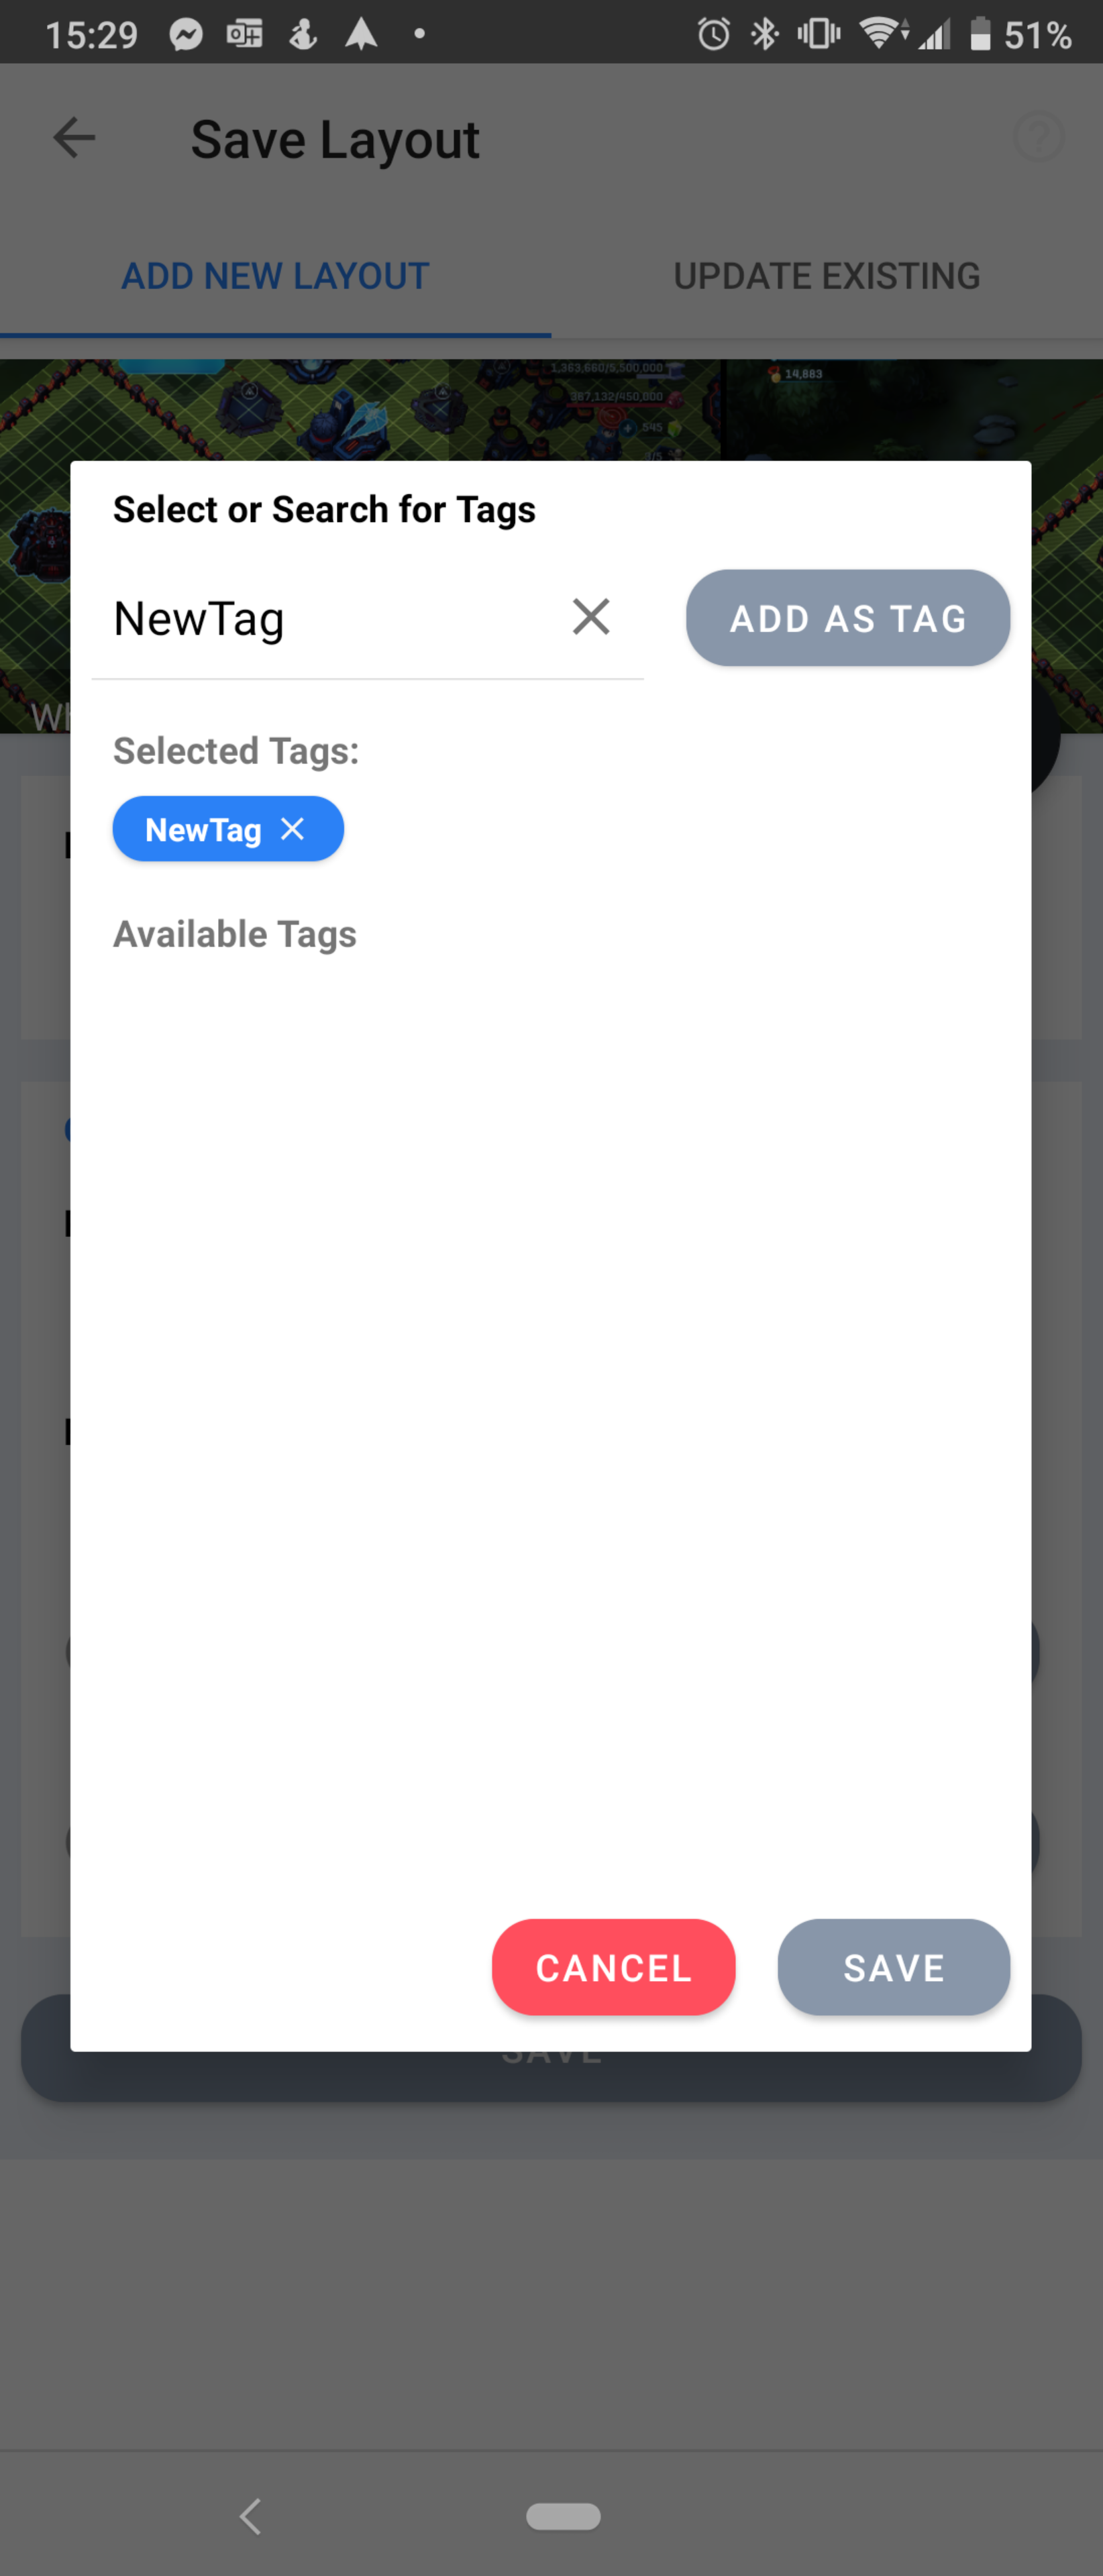 15:29
51%
Save Layout
ADD NEW LAYOUT
UPDATE EXISTING
1,363,660/5,500,000
14,883
387,132/450,000
545
Select or Search for Tags
NewTag
ADD AS TAG
Selected Tags:
NewTag
Available Tags
CANCEL
SAVE
SAVE